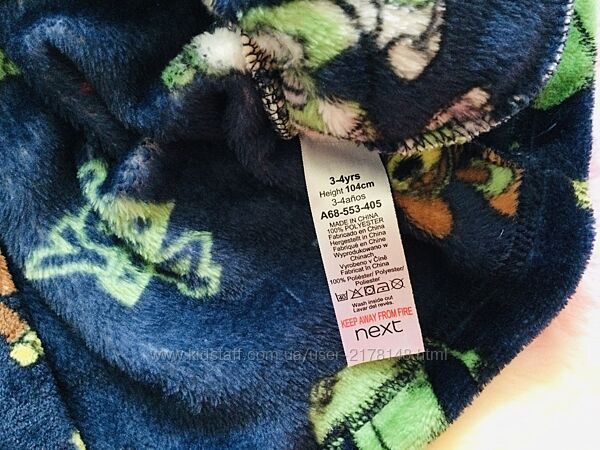 3-4yrs
Height 104cm
3-4años
A68-553-405
MADE IN CHINA
100% POLYESTER
Fabricado en China
Hergestellt in China
Fabriqué en Chine
Wyprodukowano w
Chinach
Vyrobeno v Číně
Fabricat in China
100% Poliéster/ Polyester/
Poliester
Wash inside out
Lavar del revés.
KEEP AWAY FROM FIRE
next
www.kidstaff.com.ua/user-2178148.html